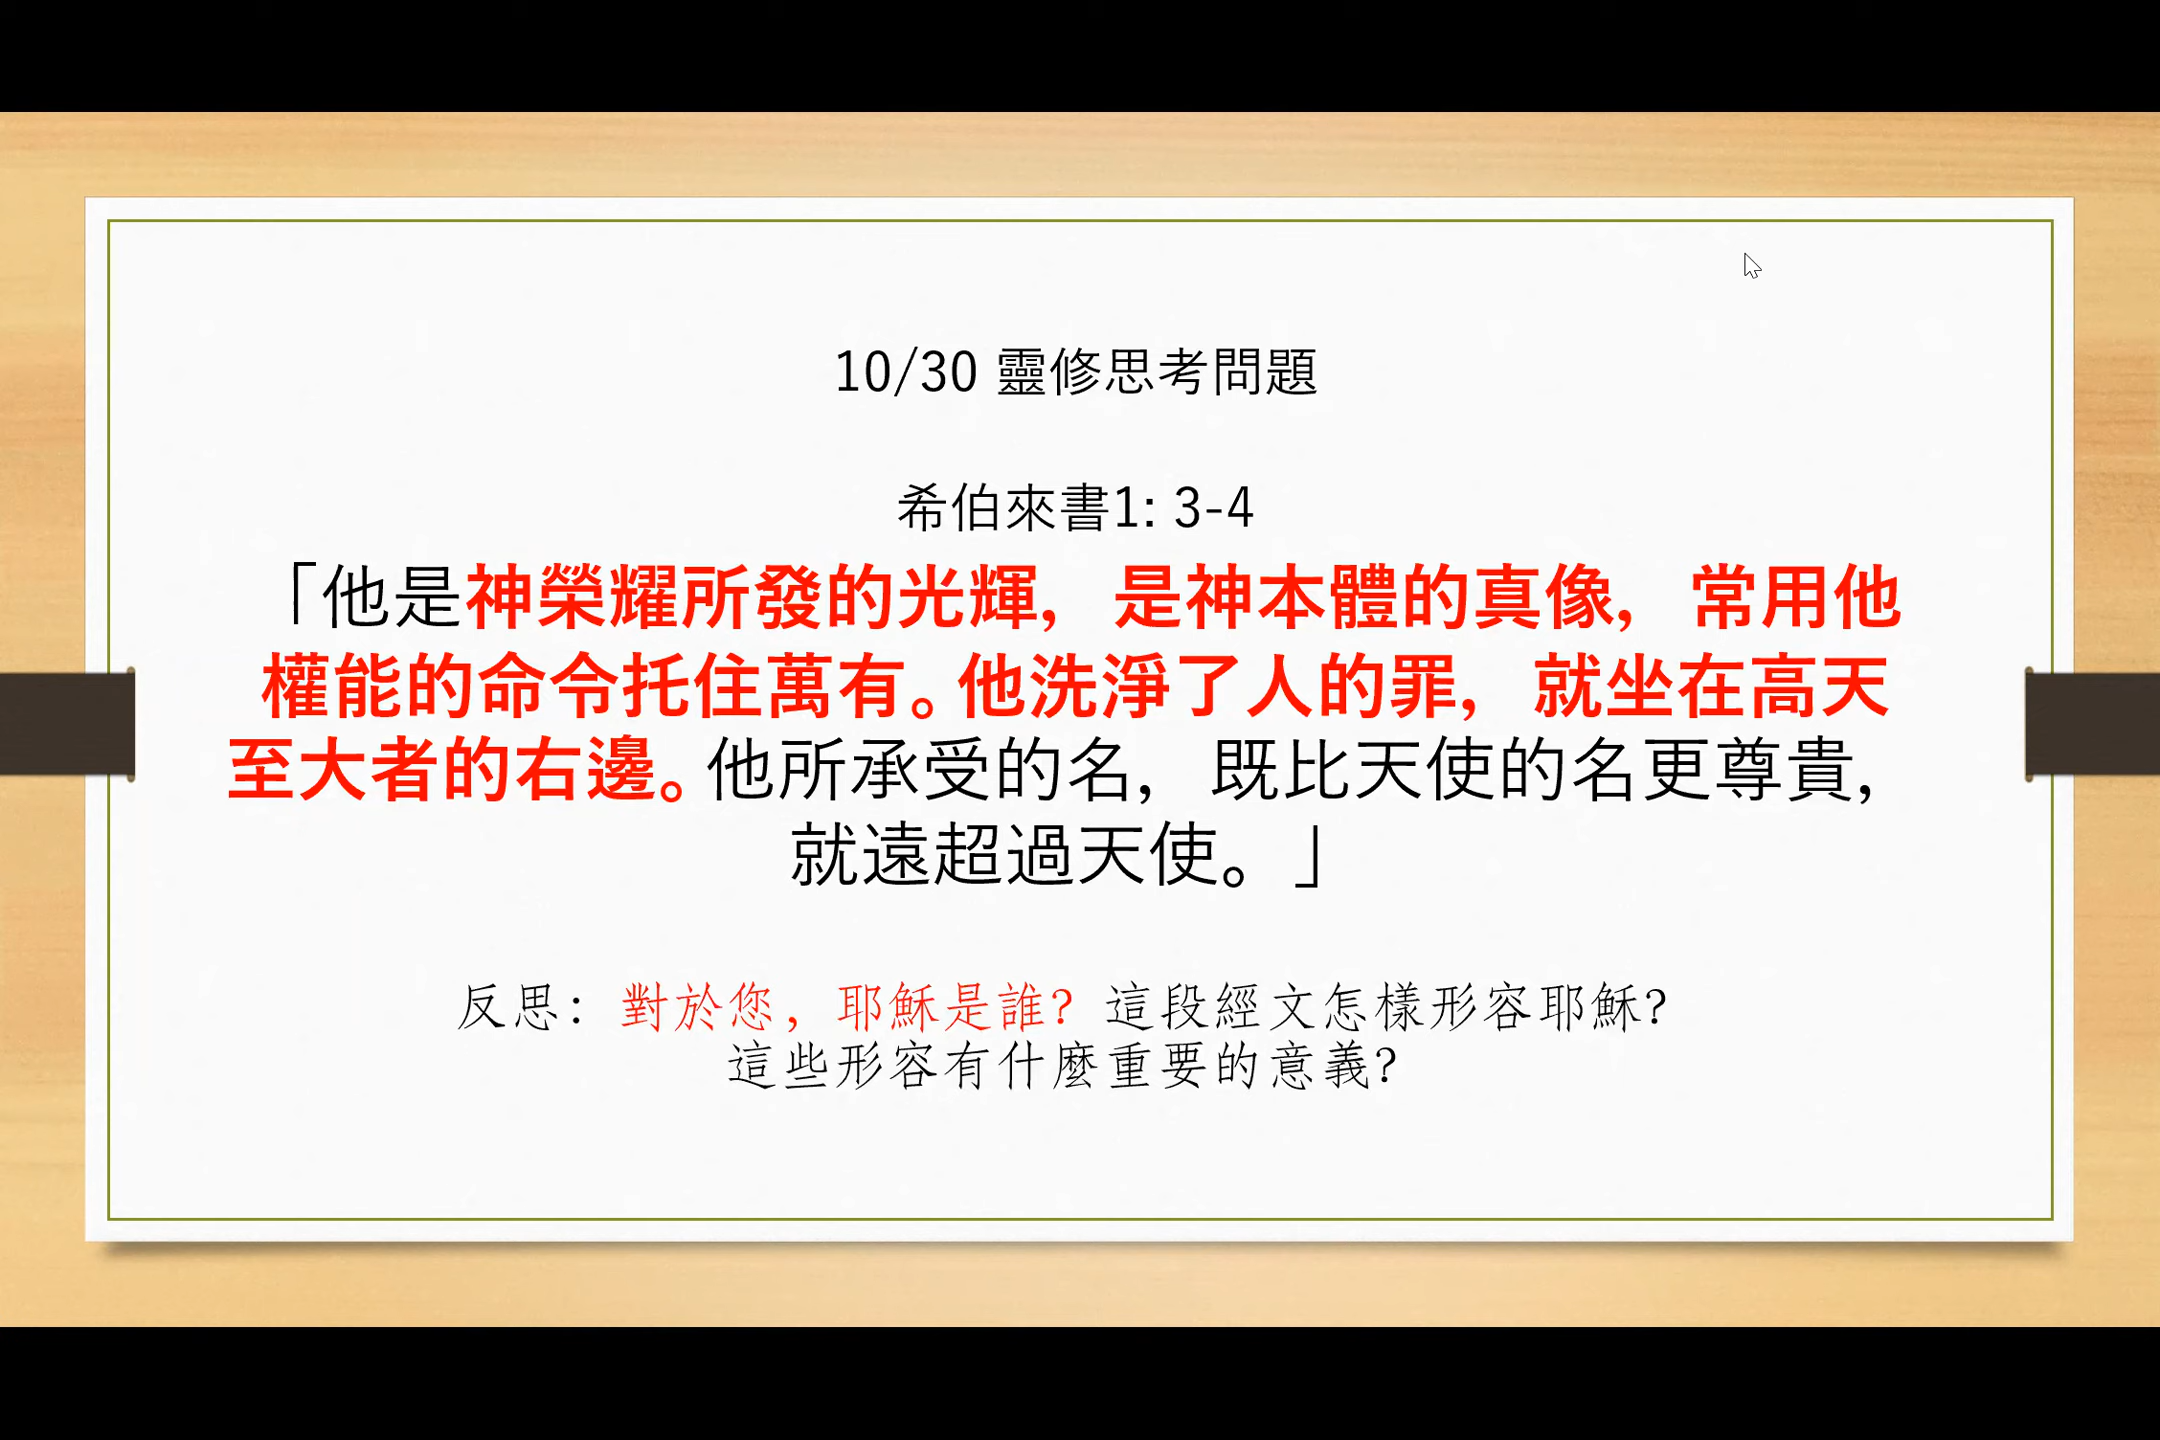 10/30 靈修思考問題
希伯來書1: 3-4
「他是神榮耀所發的光輝, 是神本體的真像, 常用他
權能的命令托住萬有。他洗淨了人的罪, 就坐在高天
至大者的右邊。他所承受的名, 既比天使的名更尊貴,
就遠超過天使。」
反思: 對於您, 耶穌是誰? 這段經文怎樣形容耶穌?
這些形容有什麼重要的意義?